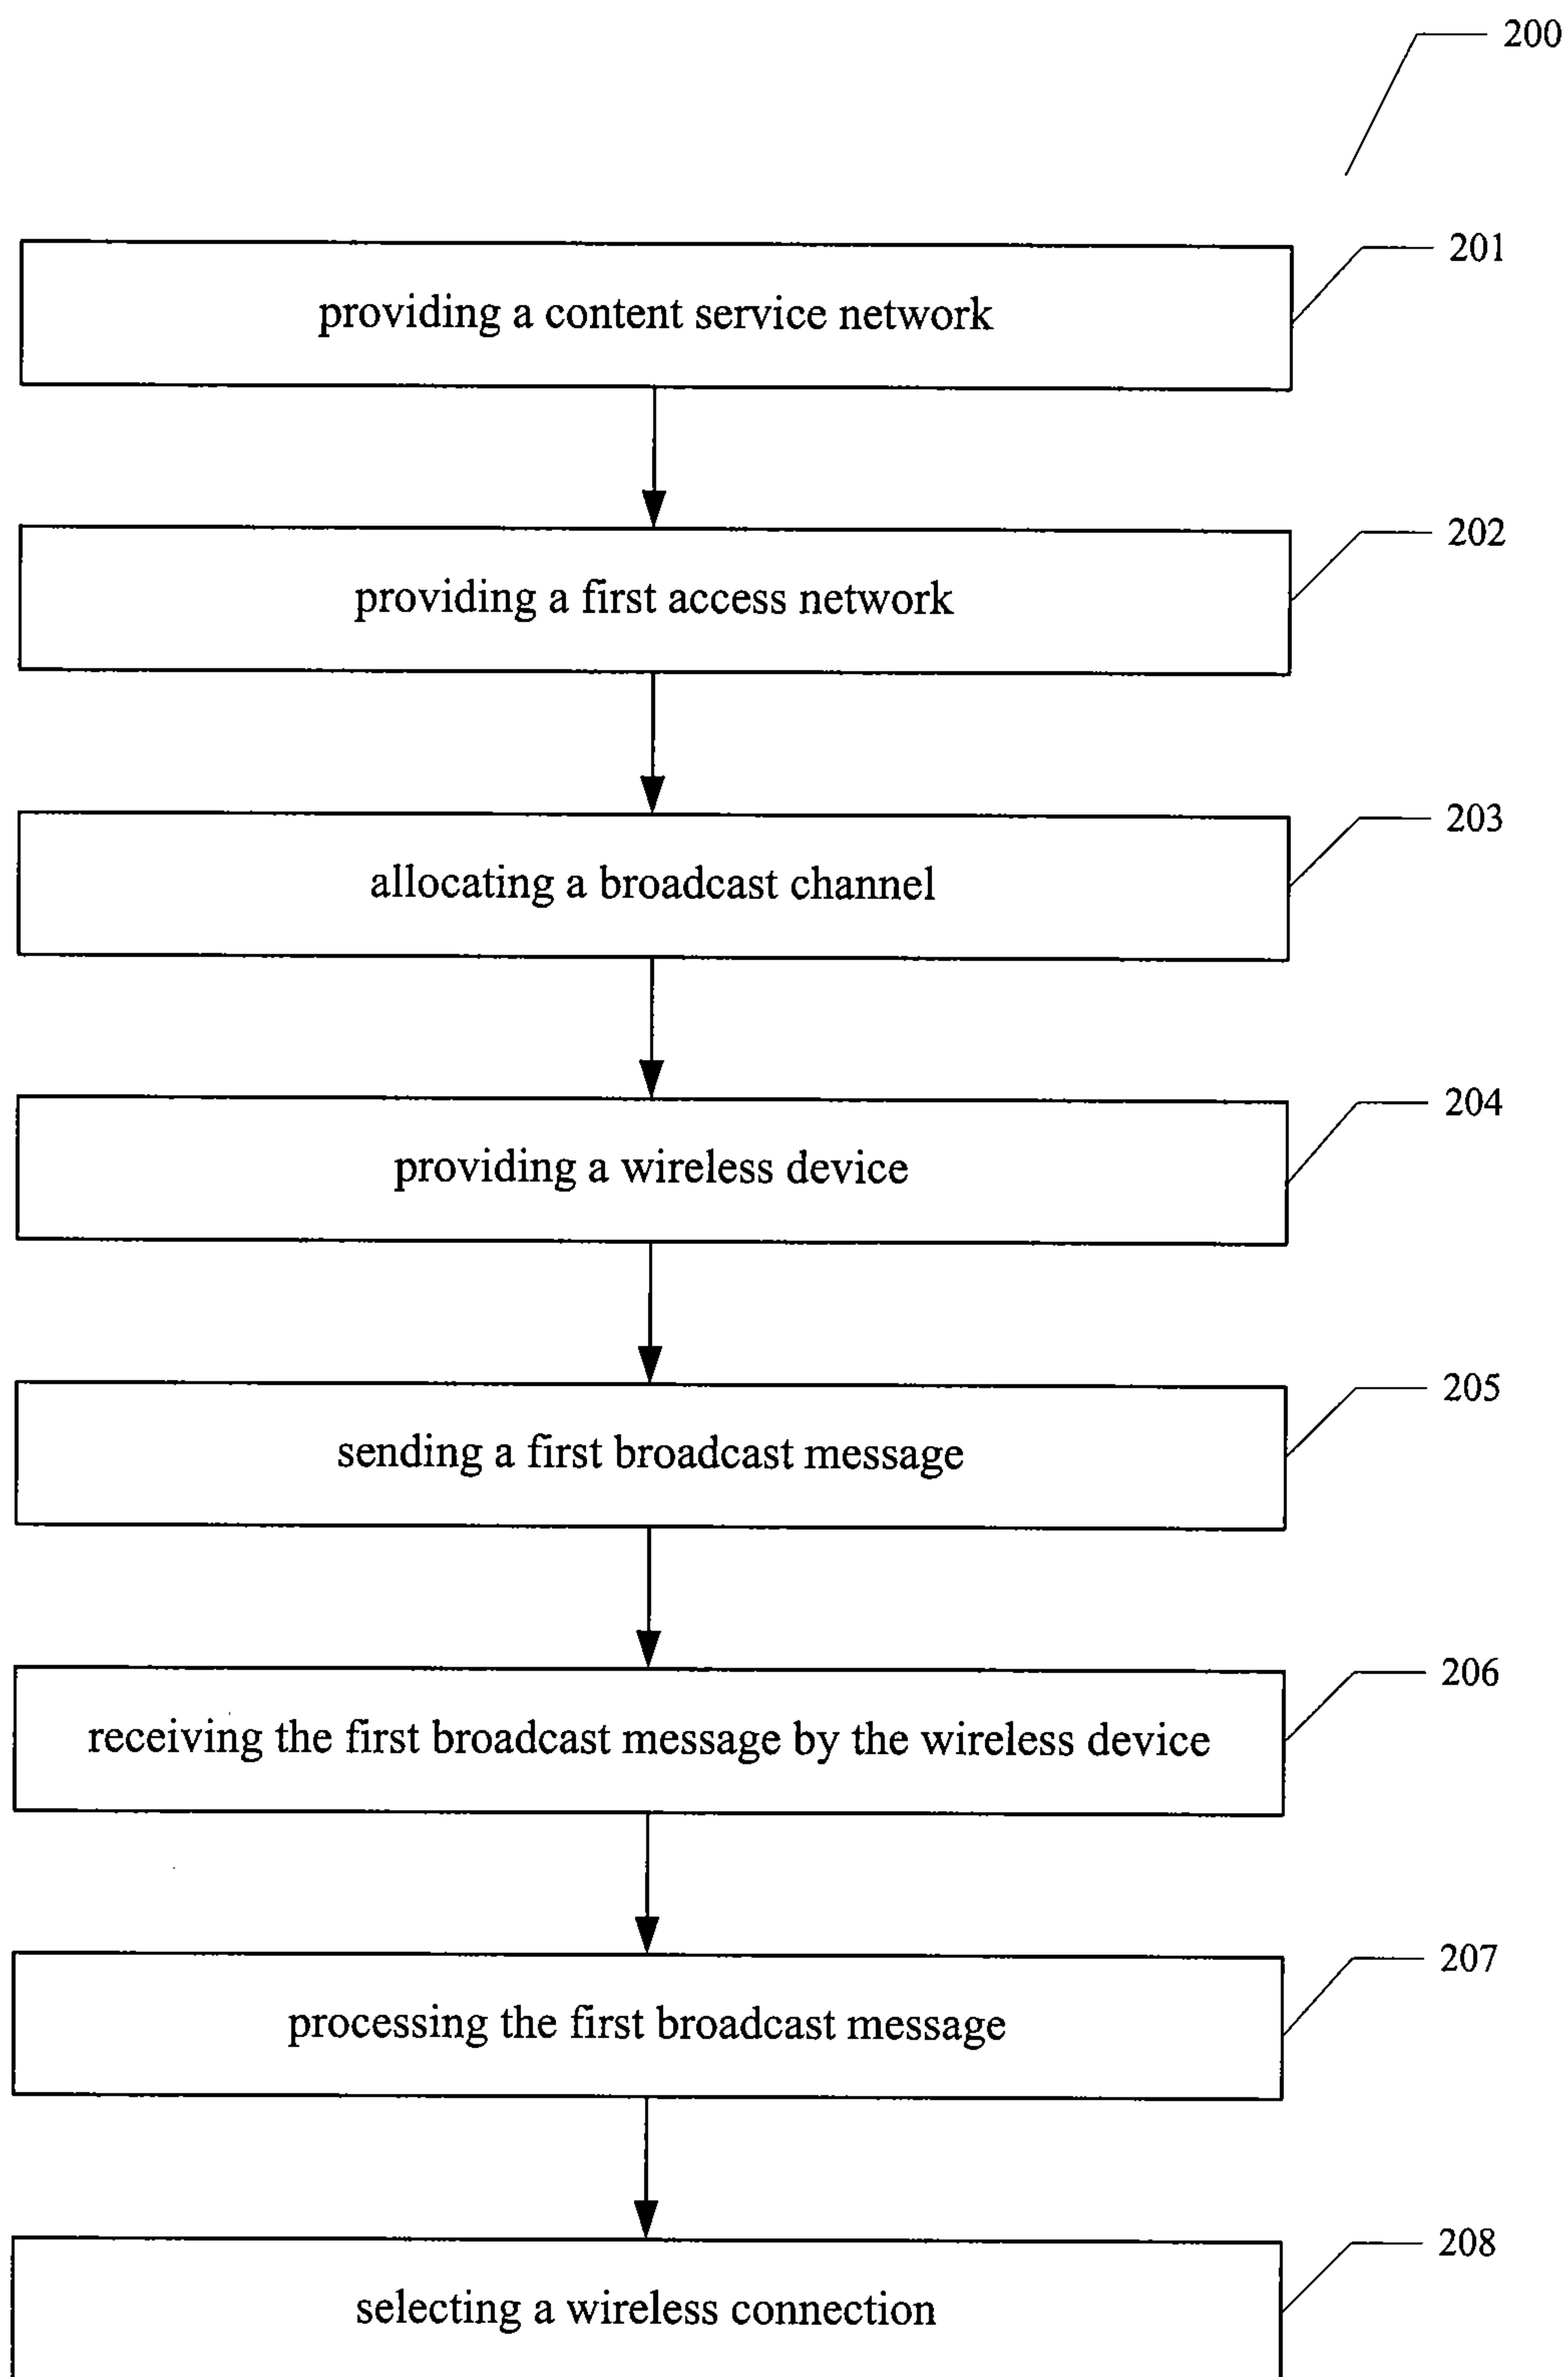 200
providing a content service network
201
providing a first access network
202
allocating a broadcast channel
203
providing a wireless device
204
sending a first broadcast message
205
receiving the first broadcast message by the wireless device
206
processing the first broadcast message
207
selecting a wireless connection
208